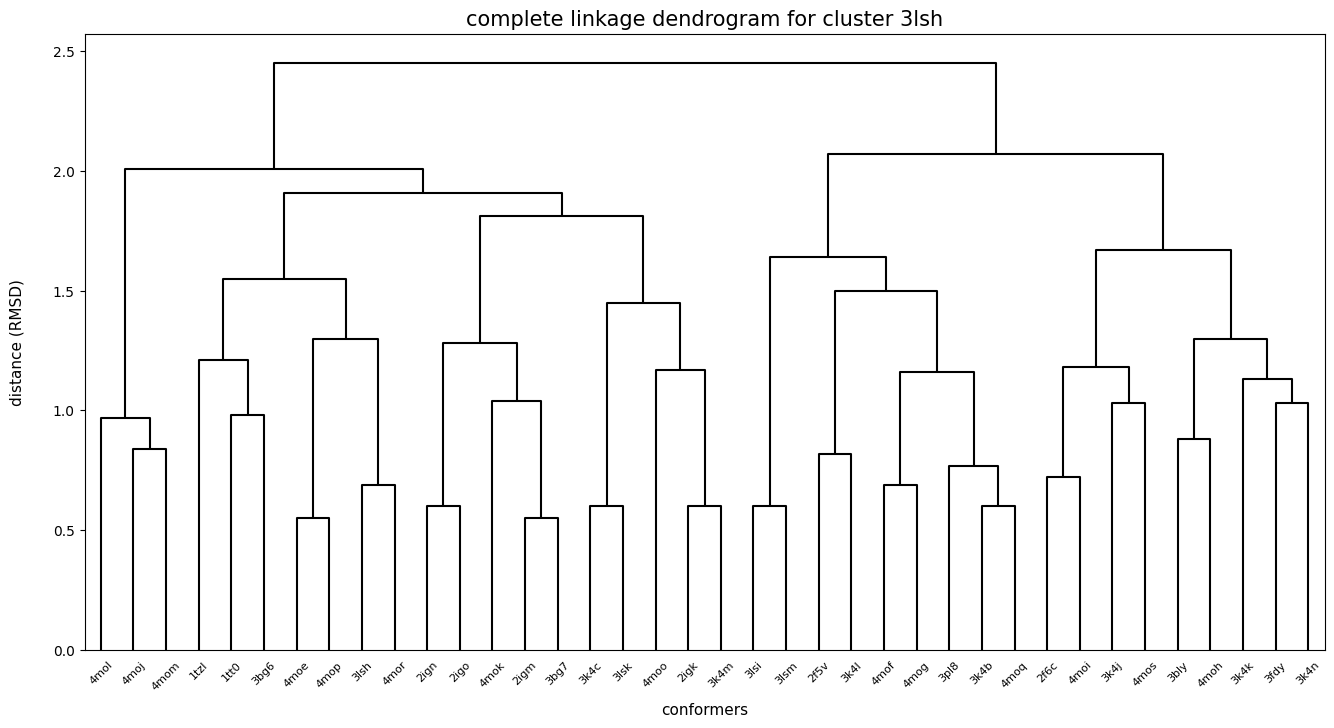 complete linkage dendrogram for cluster 3lsh
2.5
2.0
1.5
1.0
0.5
0.0
distance (RMSD)
4mol 4moj 4mom 1tzl 1tt0 3bg6 4moe 4mop 3lsh 4mor 2ign 2igo 4mok 2igm 3bg7 3k4c 3lsk 4moo 2igk 3k4m 3lsi 3lsm 2f5v 3k4l 4mof 4mog 3pl8 3k4b 4moq 2f6c 4moi 3k4j 4mos 3bly 4moh 3k4k 3fdy 3k4n
conformers